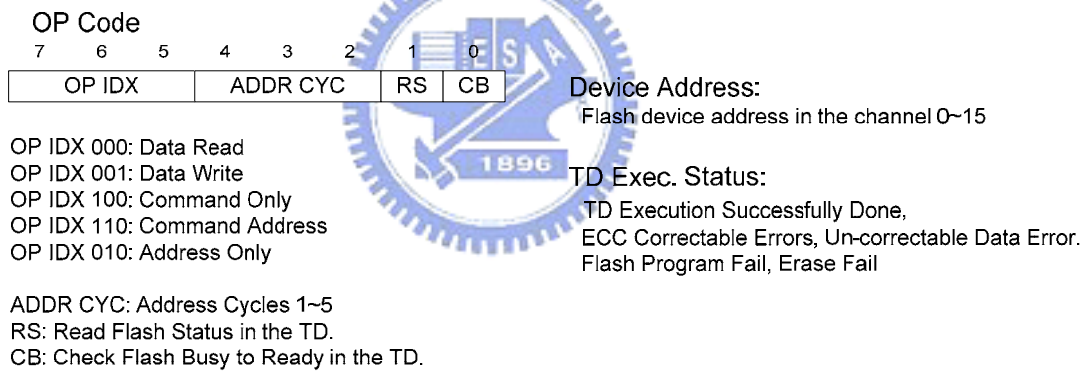 OP Code
7 6 5 4 3 2 1 0
OP IDX ADDR CYC RS CB
OP IDX 000: Data Read
OP IDX 001: Data Write
OP IDX 100: Command Only
OP IDX 110: Command Address
OP IDX 010: Address Only
ADDR CYC: Address Cycles 1~5
RS: Read Flash Status in the TD.
CB: Check Flash Busy to Ready in the TD.
Device Address:
Flash device address in the channel 0~15
TD Exec. Status:
TD Execution Successfully Done,
ECC Correctable Errors, Un-correctable Data Error.
Flash Program Fail, Erase Fail
E S A
1896